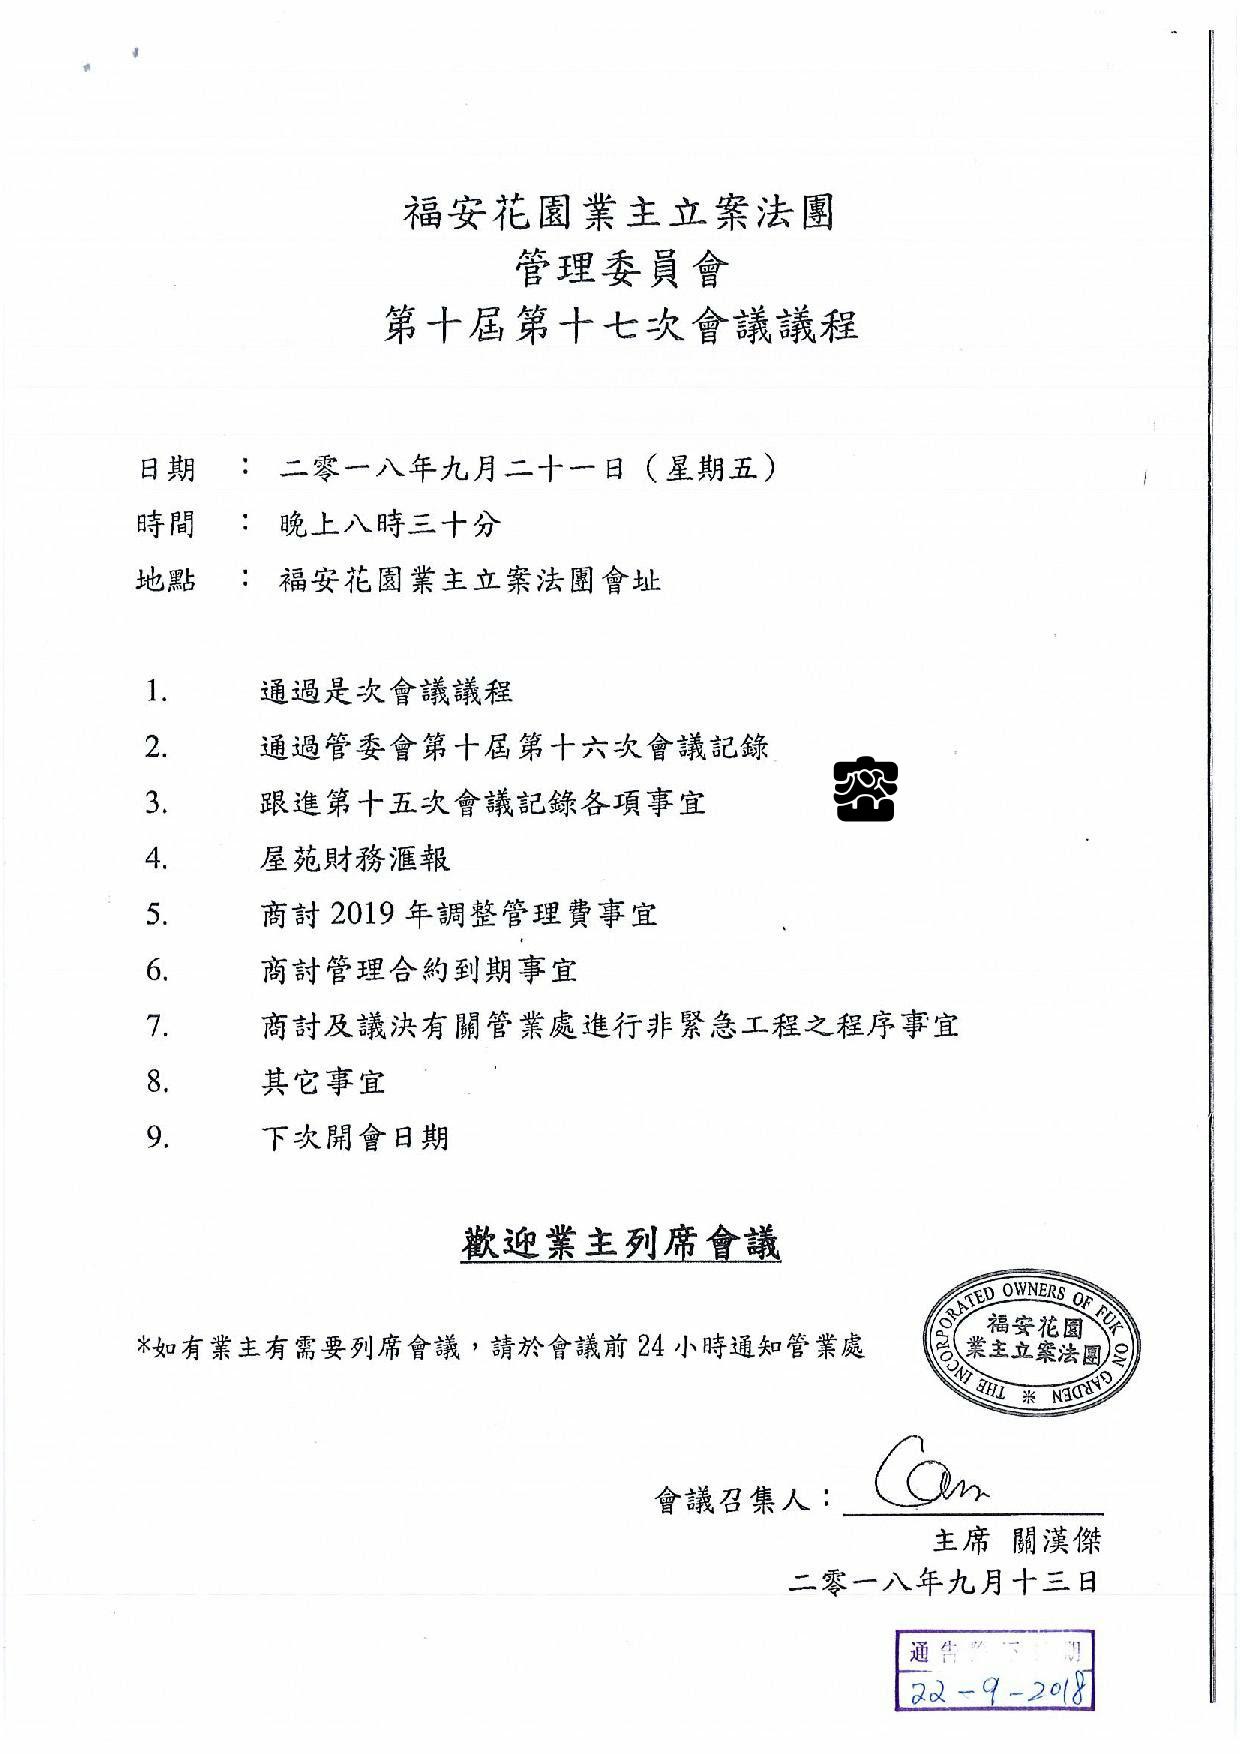 福安花園業主立案法團
管理委員會
第十屆第十七次會議議程
日期 : 二零一八年九月二十一日（星期五）
時間 : 晚上八時三十分
地點 : 福安花園業主立案法團會址
1. 通過是次會議議程
2. 通過管委會第十屆第十六次會議記錄
3. 跟進第十五次會議記錄各項事宜
4. 屋苑財務滙報
5. 商討 2019 年調整管理費事宜
6. 商討管理合約到期事宜
7. 商討及議決有關管業處進行非緊急工程之程序事宜
8. 其它事宜
9. 下次開會日期
歡迎業主列席會議
*如有業主有需要列席會議，請於會議前 24 小時通知管業處
THE INCORPORATED OWNERS OF FUK ON GARDEN
福安花園
業主立案法團
會議召集人：
主席 關漢傑
二零一八年九月十三日
通告 期
22-9-2018